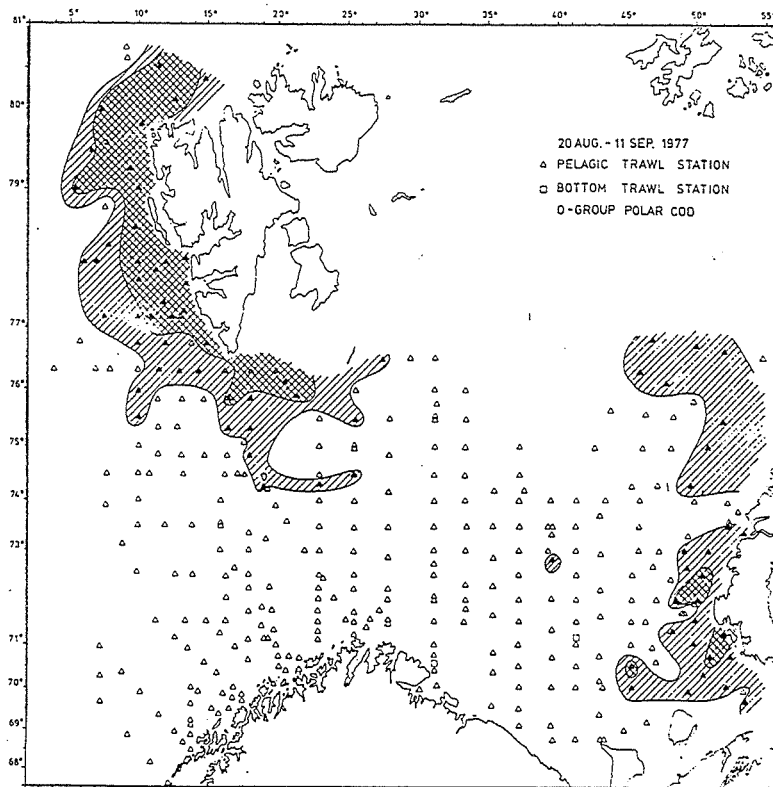 81° 5° 10° 15° 20° 25° 30° 35° 40° 45° 50° 55
80°
20 AUG. - 11 SEP. 1977
△ PELAGIC TRAWL STATION
79°
□ BOTTOM TRAWL STATION
0-GROUP POLAR COD
77°
76°
75°
74°
73°
71°
70°
69°
68°